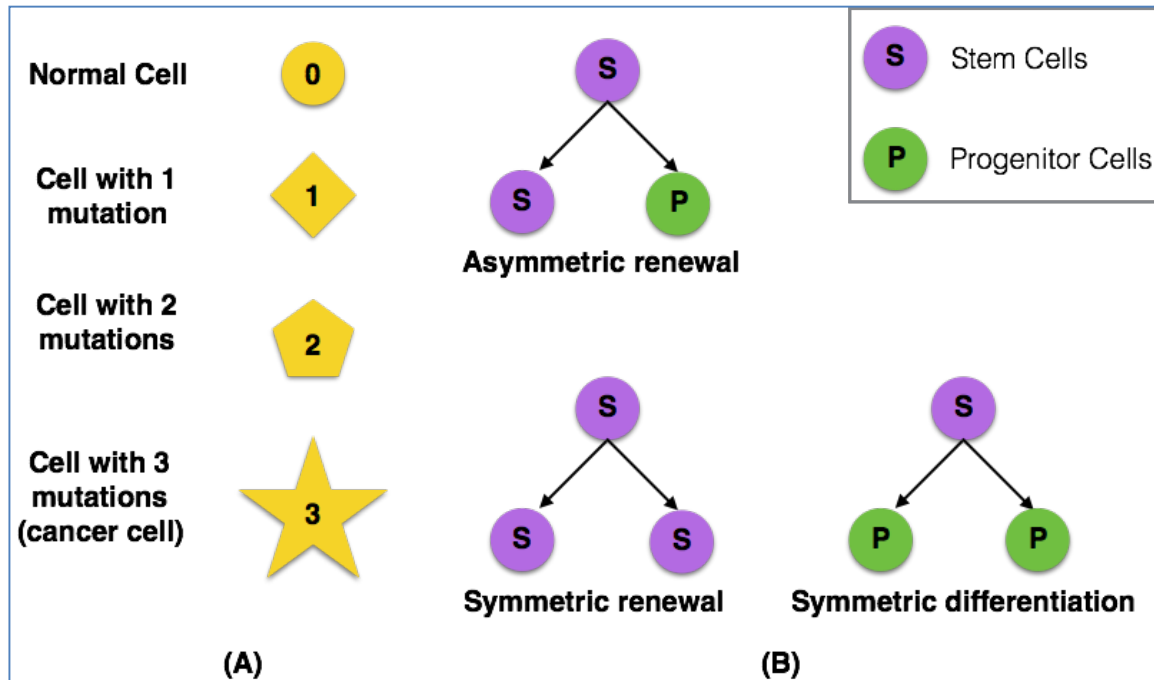 Normal Cell
0
Cell with 1
mutation
1
Cell with 2
mutations
2
Cell with 3
mutations
(cancer cell)
3
(A)
S
S
P
Asymmetric renewal
S
S
S
Symmetric renewal
S
P
P
Symmetric differentiation
(B)
S Stem Cells
P Progenitor Cells